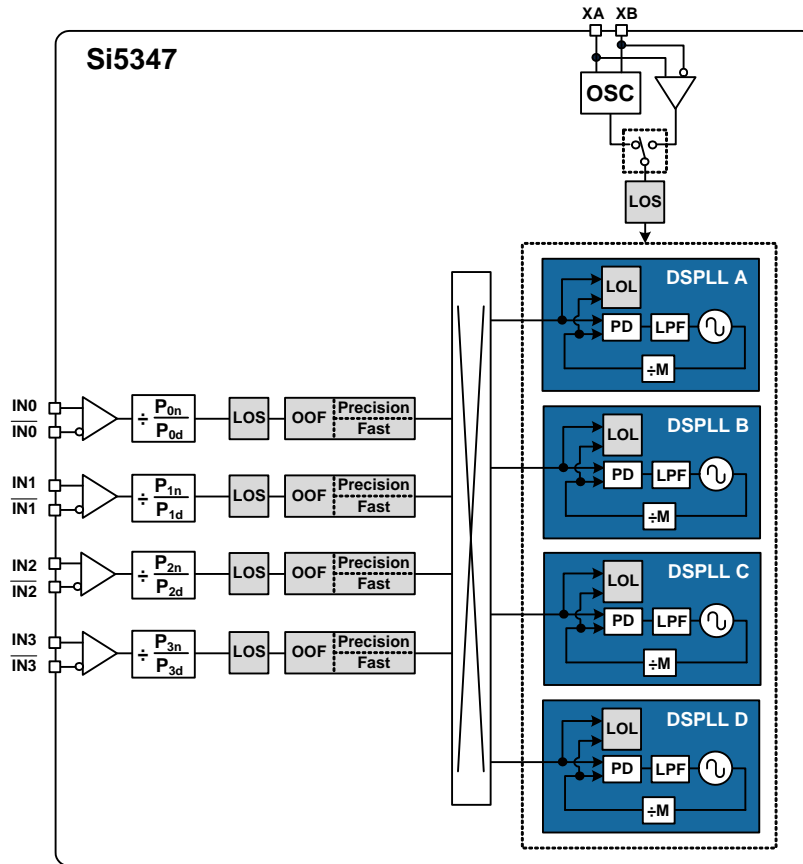 XA XB
Si5347
OSC
LOS
DSPLL A
LOL
PD LPF
÷M
IN0
IN0
÷ P0n
P0d
LOS OOF Precision
Fast
DSPLL B
LOL
PD LPF
÷M
IN1
IN1
÷ P1n
P1d
LOS OOF Precision
Fast
IN2
IN2
÷ P2n
P2d
LOS OOF Precision
Fast
DSPLL C
LOL
PD LPF
÷M
IN3
IN3
÷ P3n
P3d
LOS OOF Precision
Fast
DSPLL D
LOL
PD LPF
÷M